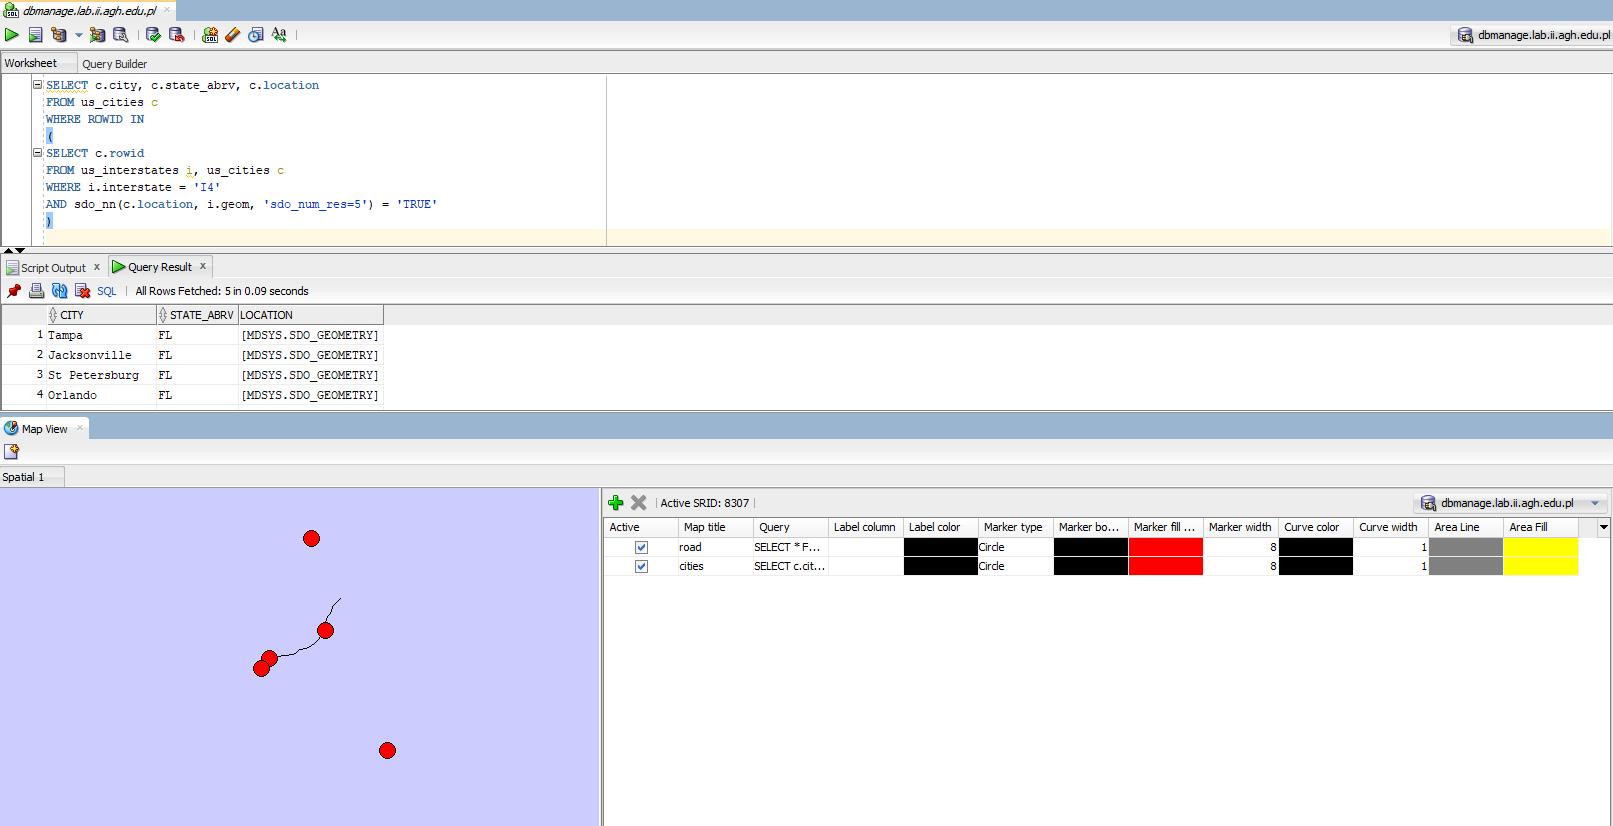 dbmanage.lab.ii.agh.edu.pl
SQL
SQL
Aa
dbmanage.lab.ii.agh.edu.pl
Worksheet
Query Builder
SELECT c.city, c.state_abrv, c.location
FROM us_cities c
WHERE ROWID IN
(
SELECT c.rowid
FROM us_interstates i, us_cities c
WHERE i.interstate = 'I4'
AND sdo_nn(c.location, i.geom, 'sdo_num_res=5') = 'TRUE'
)
Script Output x
Query Result x
SQL | All Rows Fetched: 5 in 0.09 seconds
CITY STATE_ABRV LOCATION
1 Tampa FL [MDSYS.SDO_GEOMETRY]
2 Jacksonville FL [MDSYS.SDO_GEOMETRY]
3 St Petersburg FL [MDSYS.SDO_GEOMETRY]
4 Orlando FL [MDSYS.SDO_GEOMETRY]
Map View
Spatial 1
Active SRID: 8307
dbmanage.lab.ii.agh.edu.pl
Active Map title Query Label column Label color Marker type Marker bo... Marker fill ... Marker width Curve color Curve width Area Line Area Fill
road SELECT * F... Circle 8 1
cities SELECT c.cit... Circle 8 1